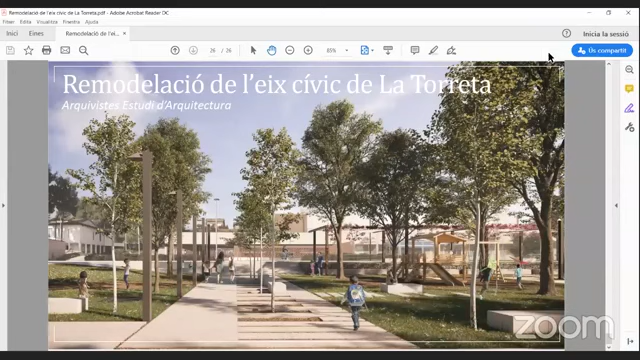 Remodelació de l'eix cívic de La Torreta.pdf - Adobe Acrobat Reader DC
Fitxer Edita Visualitza Finestra Ajuda
Inici Eines Remodelació de l'ei... × Inicia la sessió
26 / 26 85% Ús compartit
Remodelació de l'eix cívic de La Torreta
Arquivistes Estudi d'Arquitectura
zoom